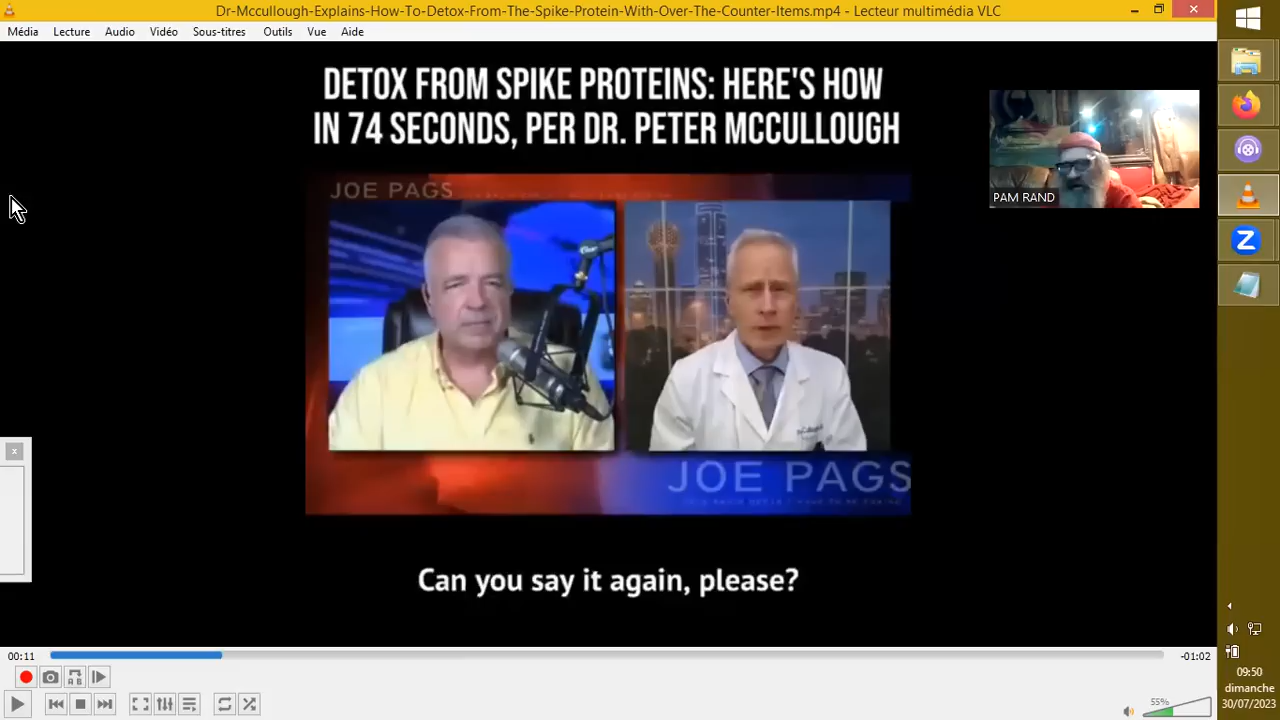 Dr-Mccullough-Explains-How-To-Detox-From-The-Spike-Protein-With-Over-The-Counter-Items.mp4 - Lecteur multimédia VLC
Média Lecture Audio Vidéo Sous-titres Outils Vue Aide
DETOX FROM SPIKE PROTEINS: HERE'S HOW
IN 74 SECONDS, PER DR. PETER MCCULLOUGH
PAM RAND
JOE PAGS
JOE PAGS
Can you say it again, please?
00:11
-01:02
55%
09:50
dimanche
30/07/2023